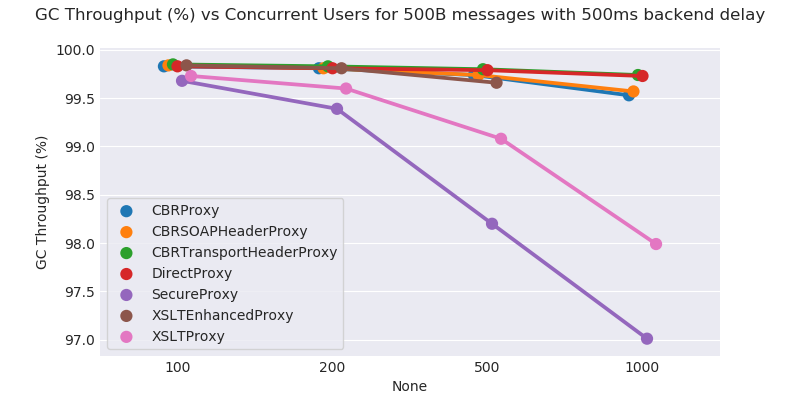 GC Throughput (%) vs Concurrent Users for 500B messages with 500ms backend delay
100.0
99.5
99.0
98.5
98.0
97.5
97.0
GC Throughput (%)
CBRProxy
CBRSOAPHeaderProxy
CBRTransportHeaderProxy
DirectProxy
SecureProxy
XSLTEnhancedProxy
XSLTProxy
100 200 500 1000
None